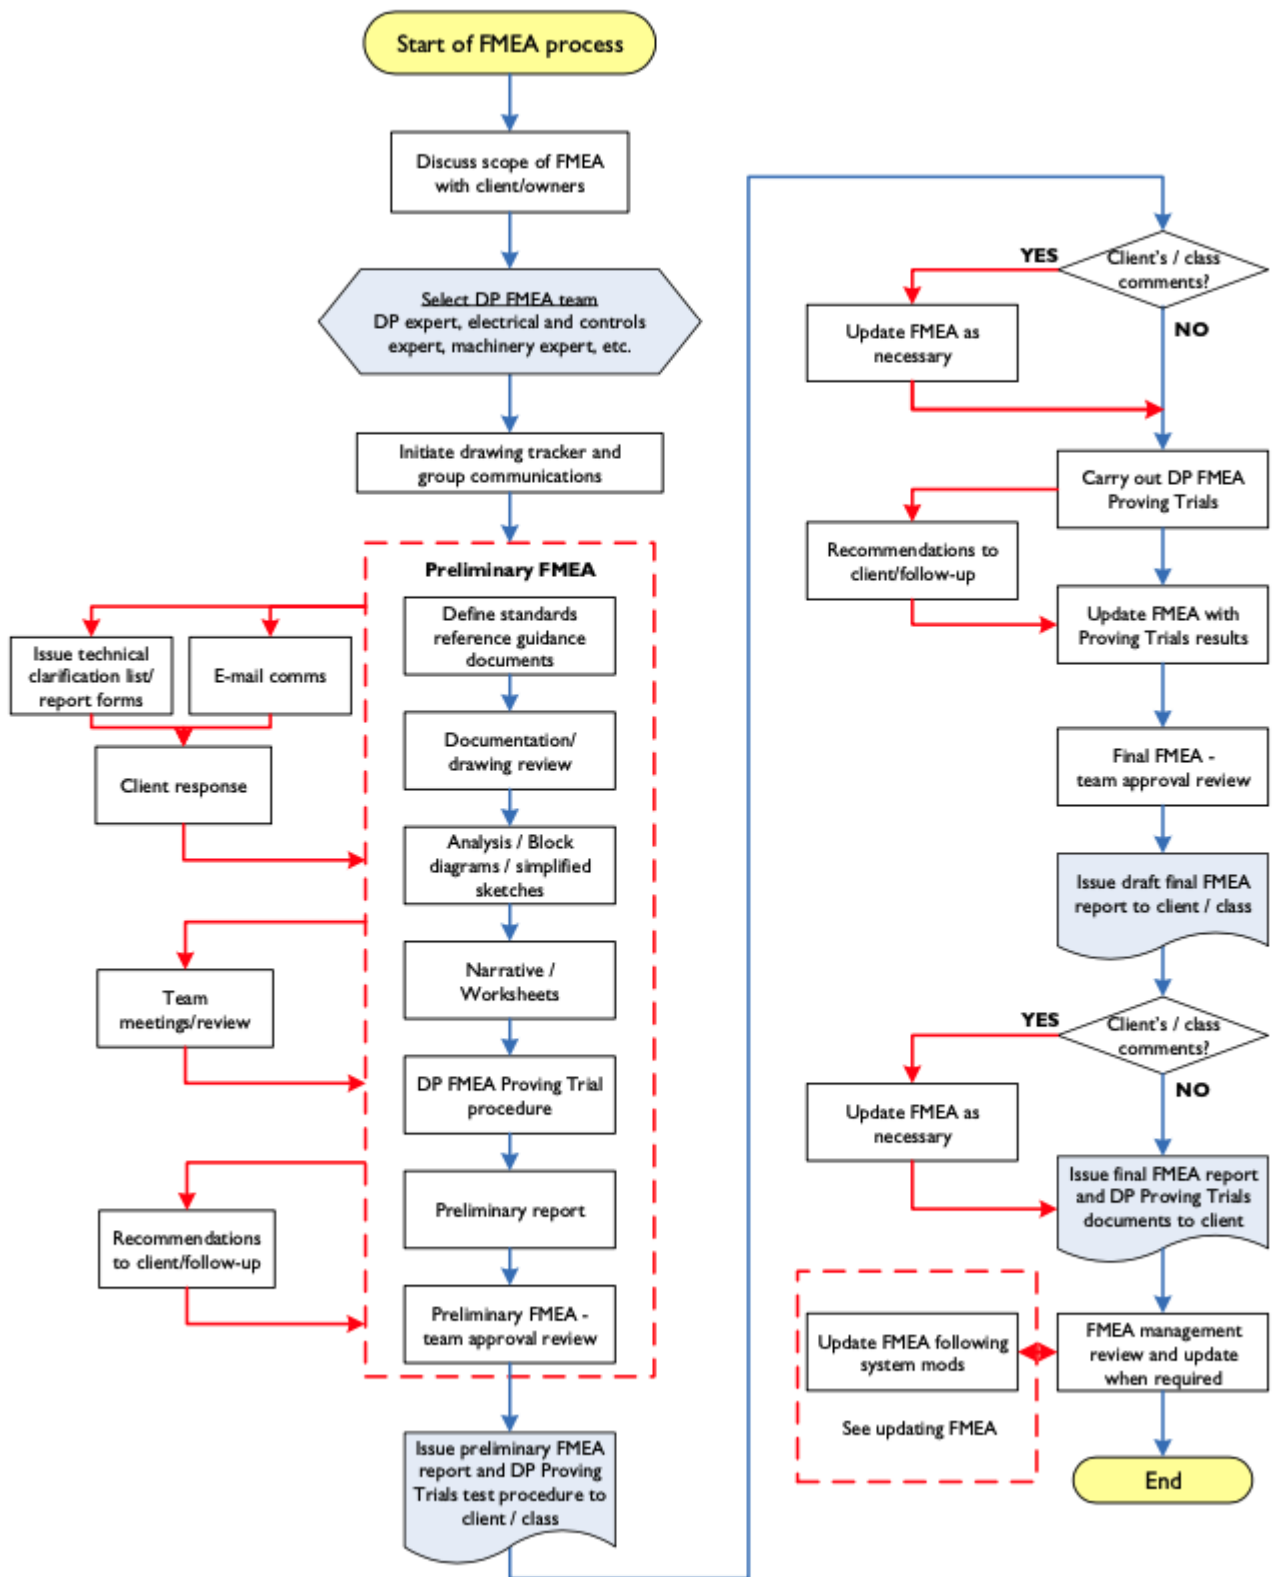 Start of FMEA process
Discuss scope of FMEA
with client/owners
Select DP FMEA team
DP expert, electrical and controls
expert, machinery expert, etc.
Initiate drawing tracker and
group communications
Preliminary FMEA
Define standards
reference guidance
documents
Issue technical
clarification list/
report forms
E-mail comms
Client response
Documentation/
drawing review
Analysis / Block
diagrams / simplified
sketches
Team
meetings/review
Narrative /
Worksheets
DP FMEA Proving Trial
procedure
Recommendations
to client/follow-up
Preliminary report
Preliminary FMEA -
team approval review
Issue preliminary FMEA
report and DP Proving
Trials test procedure to
client / class
Client's / class
comments?
YES
NO
Update FMEA as
necessary
Carry out DP FMEA
Proving Trials
Recommendations to
client/follow-up
Update FMEA with
Proving Trials results
Final FMEA -
team approval review
Issue draft final FMEA
report to client / class
Client's / class
comments?
YES
NO
Update FMEA as
necessary
Issue final FMEA report
and DP Proving Trials
documents to client
Update FMEA following
system mods
See updating FMEA
FMEA management
review and update
when required
End